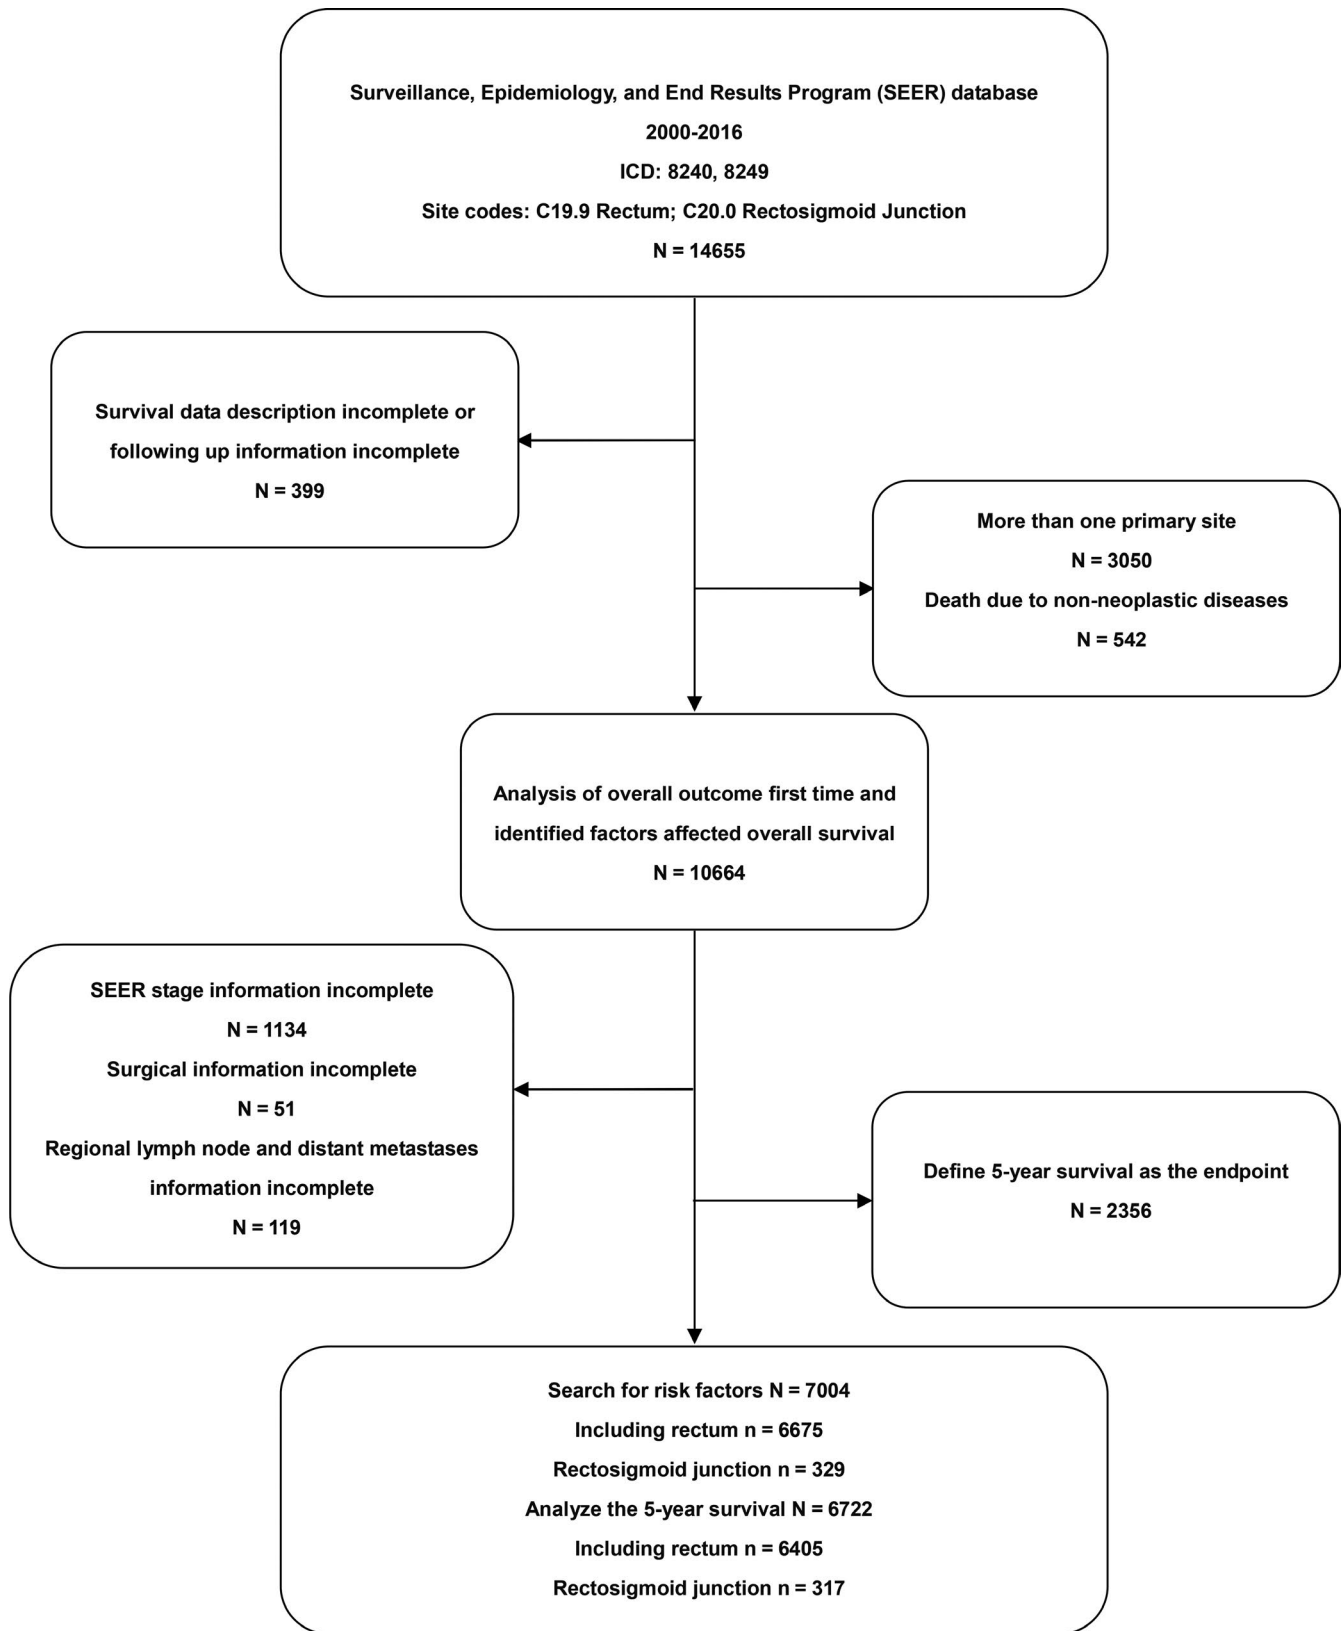 Surveillance, Epidemiology, and End Results Program (SEER) database
2000-2016
ICD: 8240, 8249
Site codes: C19.9 Rectum; C20.0 Rectosigmoid Junction
N = 14655
Survival data description incomplete or
following up information incomplete
N = 399
More than one primary site
N = 3050
Death due to non-neoplastic diseases
N = 542
Analysis of overall outcome first time and
identified factors affected overall survival
N = 10664
SEER stage information incomplete
N = 1134
Surgical information incomplete
N = 51
Regional lymph node and distant metastases
information incomplete
N = 119
Define 5-year survival as the endpoint
N = 2356
Search for risk factors N = 7004
Including rectum n = 6675
Rectosigmoid junction n = 329
Analyze the 5-year survival N = 6722
Including rectum n = 6405
Rectosigmoid junction n = 317